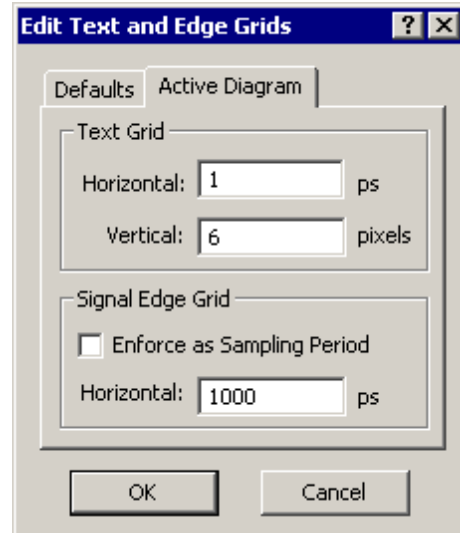 Edit Text and Edge Grids
Defaults Active Diagram
Text Grid
Horizontal: 1 ps
Vertical: 6 pixels
Signal Edge Grid
Enforce as Sampling Period
Horizontal: 1000 ps
OK Cancel